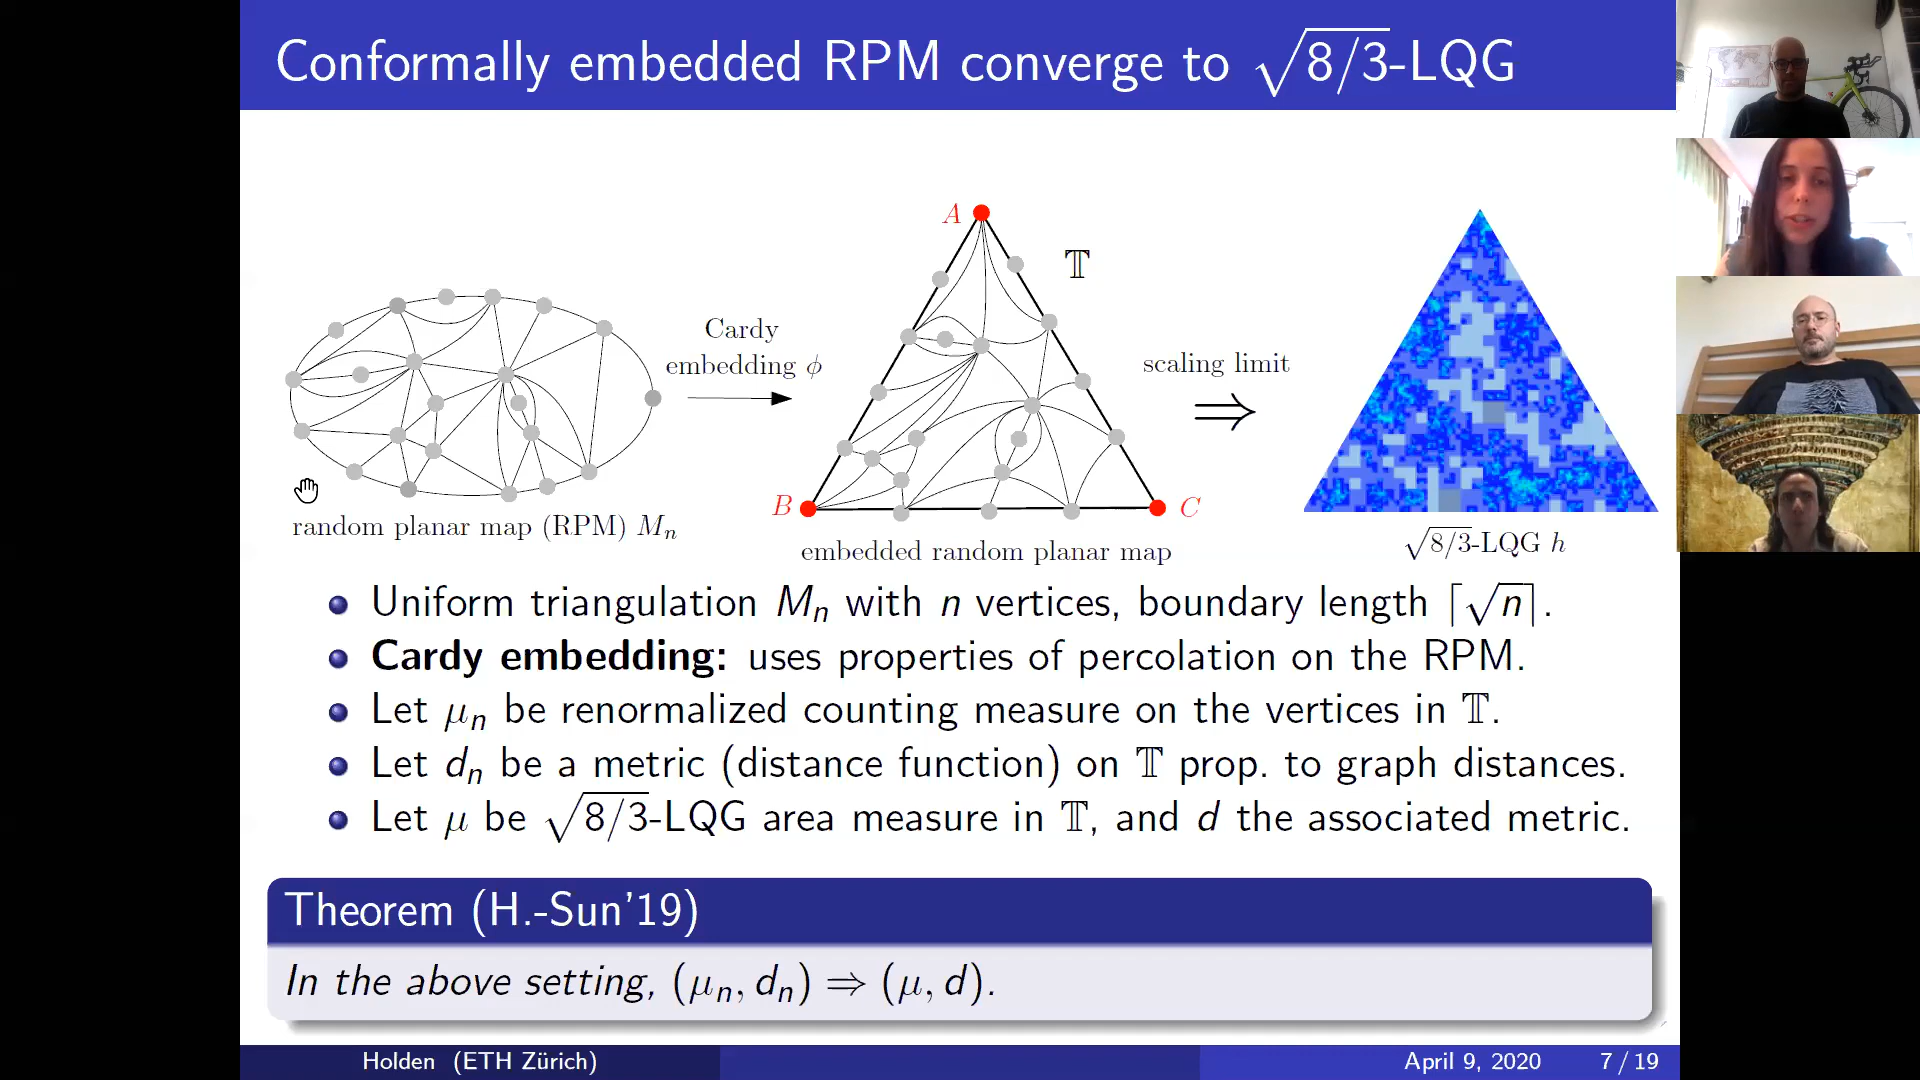 Conformally embedded RPM converge to √8/3-LQG
A
𝕋
Cardy
embedding ϕ
scaling limit
⇒
B
C
random planar map (RPM) Mₙ
embedded random planar map
√8/3-LQG h
Uniform triangulation Mₙ with n vertices, boundary length ⌈√n⌉.
Cardy embedding: uses properties of percolation on the RPM.
Let μₙ be renormalized counting measure on the vertices in 𝕋.
Let dₙ be a metric (distance function) on 𝕋 prop. to graph distances.
Let μ be √8/3-LQG area measure in 𝕋, and d the associated metric.
Theorem (H.-Sun'19)
In the above setting, (μₙ, dₙ) ⇒ (μ, d).
Holden (ETH Zürich) April 9, 2020 7 / 19